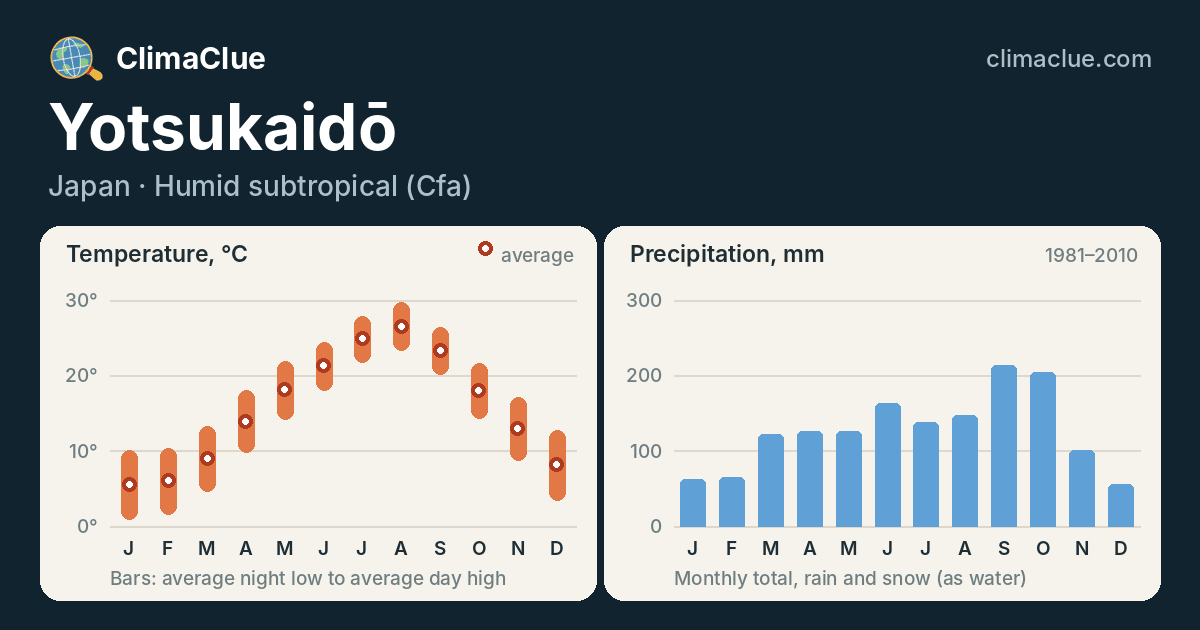 ClimaClue
climaclue.com
Yotsukaidō
Japan · Humid subtropical (Cfa)
Temperature, °C
average
30°
20°
10°
0°
J F M A M J J A S O N D
Bars: average night low to average day high
Precipitation, mm
1981–2010
300
200
100
0
J F M A M J J A S O N D
Monthly total, rain and snow (as water)